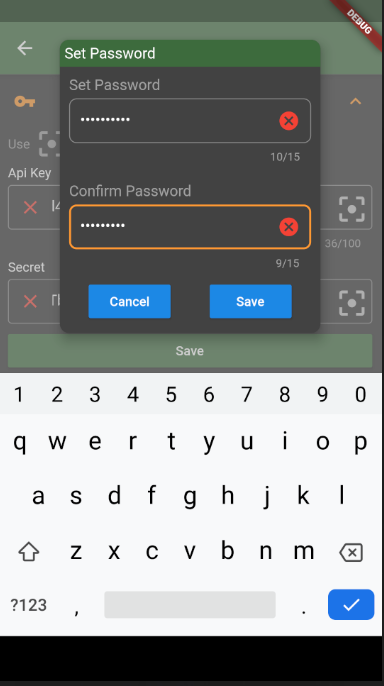 DEBUG
Set Password
Set Password
••••••••••
10/15
Use
Confirm Password
Api Key
•••••••••
36/100
9/15
Secret
Cancel Save
Save
1 2 3 4 5 6 7 8 9 0
q w e r t y u i o p
a s d f g h j k l
z x c v b n m
?123 , .